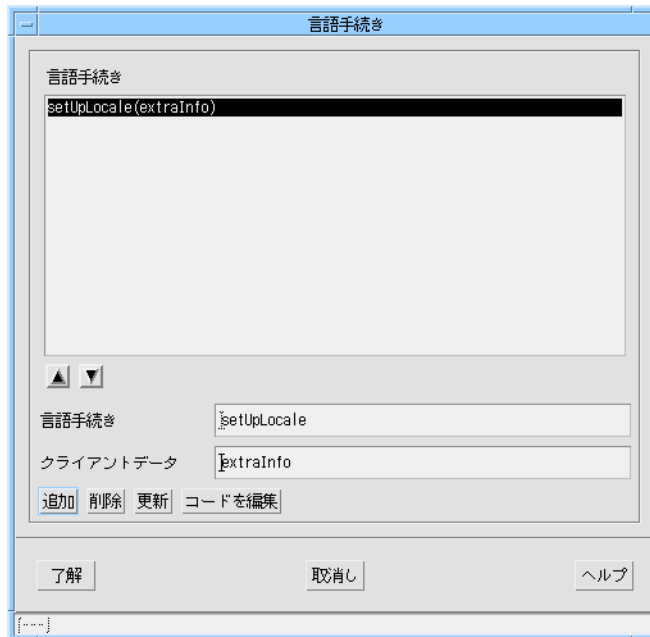 言語手続き
言語手続き
setUpLocale(extraInfo)
言語手続き setUpLocale
クライアントデータ extraInfo
追加 削除 更新 コードを編集
了解 取消し ヘルプ
[---]